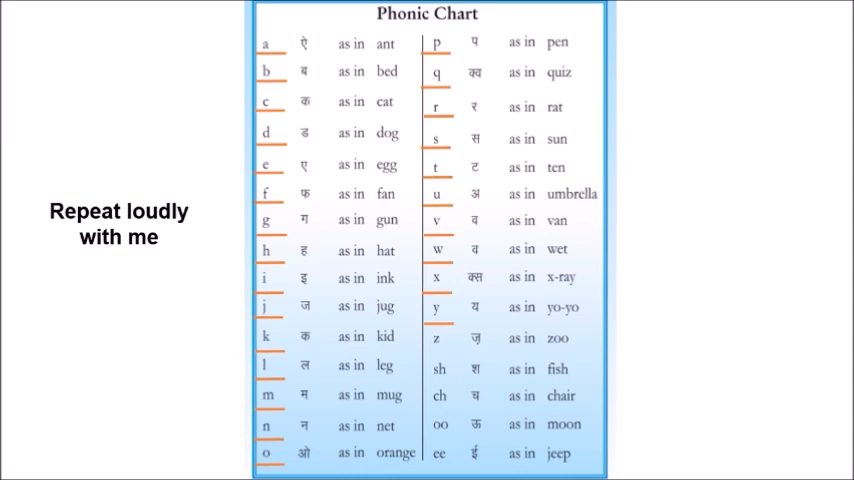 Phonic Chart
a ऐ as in ant
b ब as in bed
c क as in cat
d ड as in dog
e ए as in egg
f फ as in fan
g ग as in gun
h ह as in hat
i इ as in ink
j ज as in jug
k क as in kid
l ल as in leg
m म as in mug
n न as in net
o ओ as in orange
p प as in pen
q क्व as in quiz
r र as in rat
s स as in sun
t ट as in ten
u अ as in umbrella
v व as in van
w व as in wet
x क्स as in x-ray
y य as in yo-yo
z ज़ as in zoo
sh श as in fish
ch च as in chair
oo ऊ as in moon
ee ई as in jeep
Repeat loudly
with me